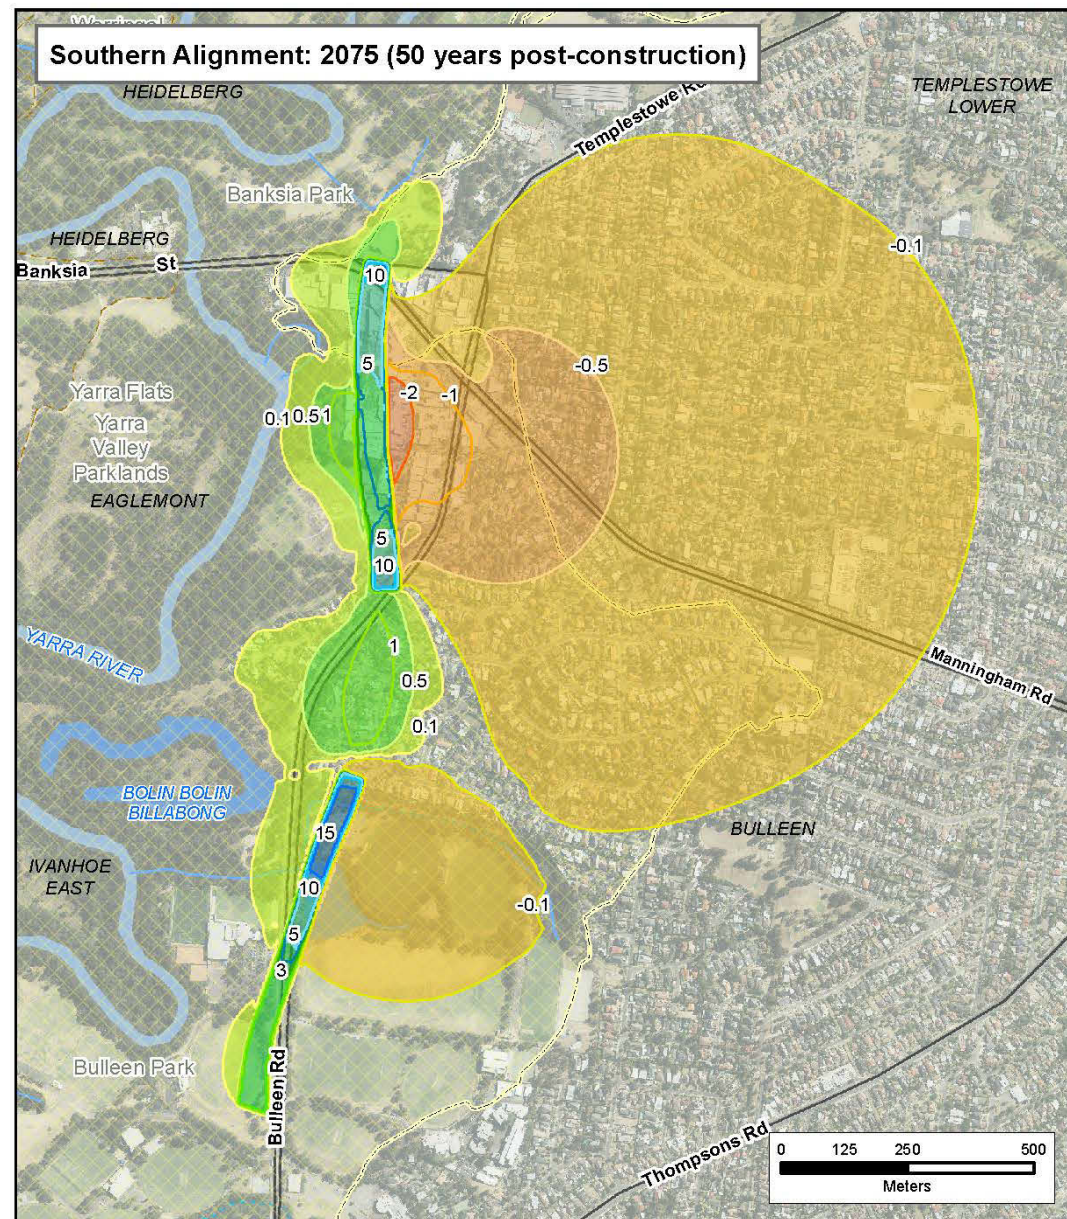 Warringal
Southern Alignment: 2075 (50 years post-construction)
HEIDELBERG
TEMPLESTOWE
LOWER
Templestowe Rd
Banksia Park
HEIDELBERG
Banksia
St
-0.1
10
5
-0.5
-2
-1
0.1
0.5
1
Yarra Flats
Yarra
Valley
Parklands
EAGLEMONT
5
10
YARRA RIVER
1
0.5
0.1
Manningham Rd
BOLIN BOLIN
BILLABONG
BULLEEN
15
IVANHOE
EAST
10
-0.1
5
3
Bulleen Park
Bulleen Rd
Thompsons Rd
0 125 250 500
Meters